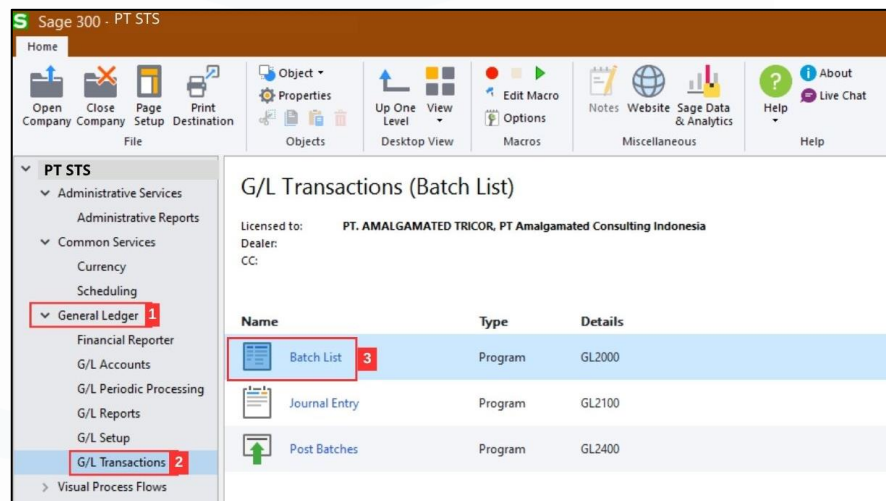 S Sage 300 - PT STS
Home
Open Company
Close Company
Page Setup
Print Destination
File
Object
Properties
Objects
Up One Level
View
Desktop View
Edit Macro
Options
Macros
Notes
Website
Sage Data & Analytics
Miscellaneous
Help
About
Live Chat
Help
PT STS
Administrative Services
Administrative Reports
Common Services
Currency
Scheduling
General Ledger 1
Financial Reporter
G/L Accounts
G/L Periodic Processing
G/L Reports
G/L Setup
G/L Transactions 2
Visual Process Flows
G/L Transactions (Batch List)
Licensed to: PT. AMALGAMATED TRICOR, PT Amalgamated Consulting Indonesia
Dealer:
CC:
Name Type Details
Batch List 3 Program GL2000
Journal Entry Program GL2100
Post Batches Program GL2400